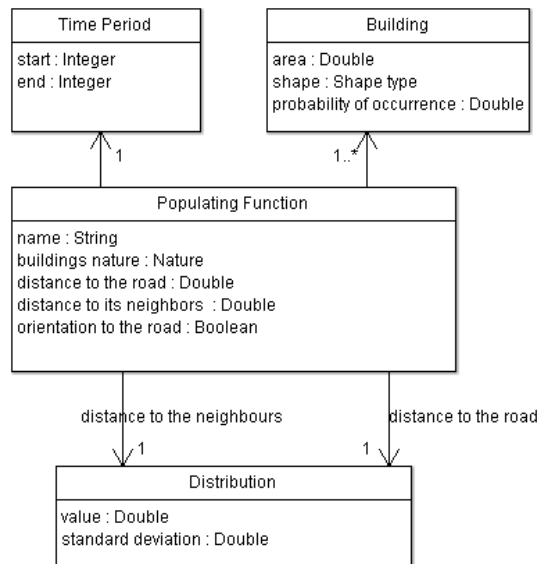 Time Period
start : Integer
end : Integer
Building
area : Double
shape : Shape type
probability of occurrence : Double
1
1..*
Populating Function
name : String
buildings nature : Nature
distance to the road : Double
distance to its neighbors  : Double
orientation to the road : Boolean
distance to the neighbours
distance to the road
1
1
Distribution
value : Double
standard deviation : Double